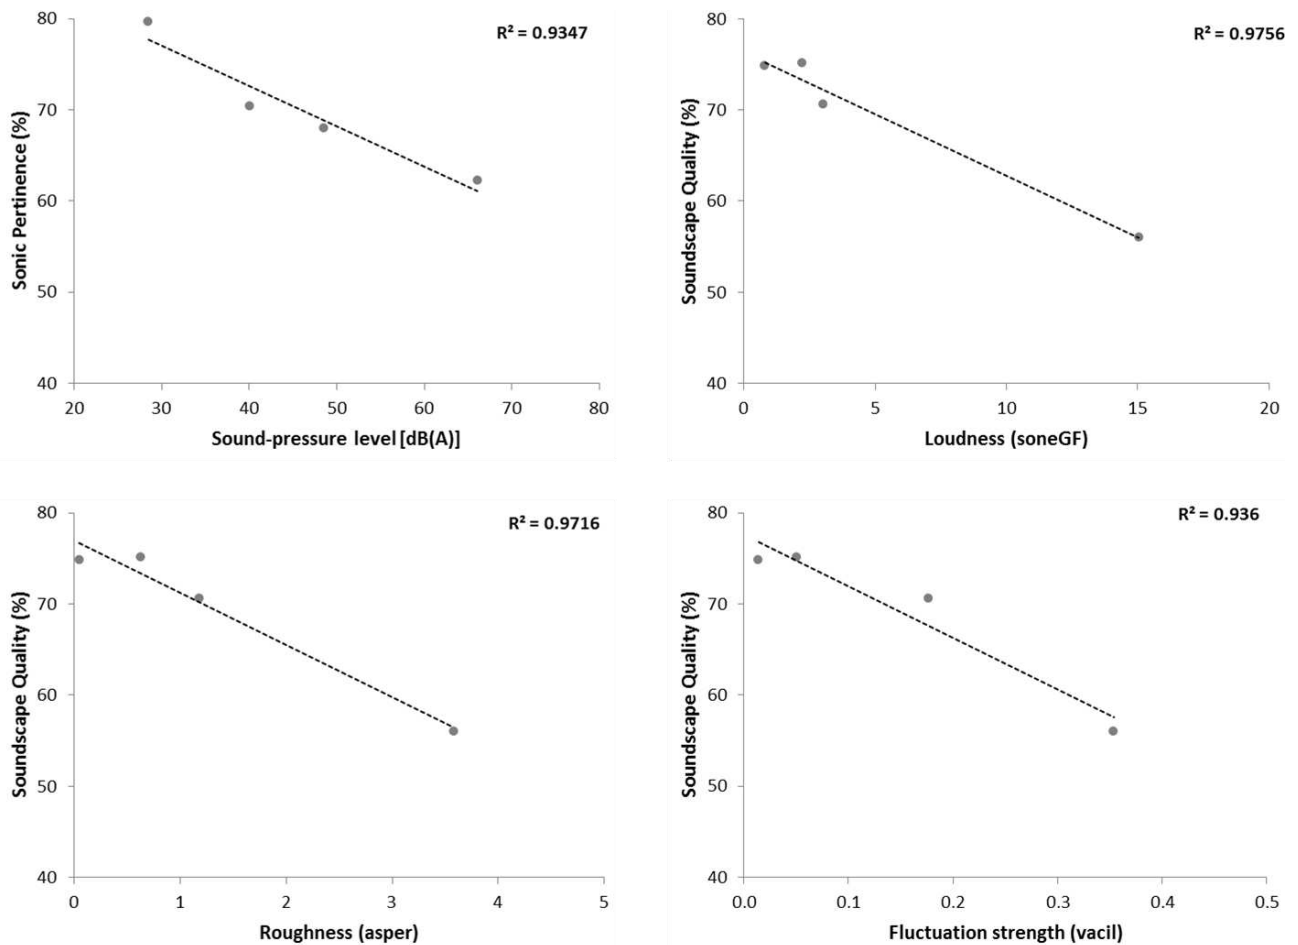 R² = 0.9347
80
70
60
50
40
20 30 40 50 60 70 80
Sonic Pertinence (%)
Sound-pressure level [dB(A)]
R² = 0.9756
80
70
60
50
40
0 5 10 15 20
Soundscape Quality (%)
Loudness (soneGF)
R² = 0.9716
80
70
60
50
40
0 1 2 3 4 5
Soundscape Quality (%)
Roughness (asper)
R² = 0.936
80
70
60
50
40
0.0 0.1 0.2 0.3 0.4 0.5
Soundscape Quality (%)
Fluctuation strength (vacil)